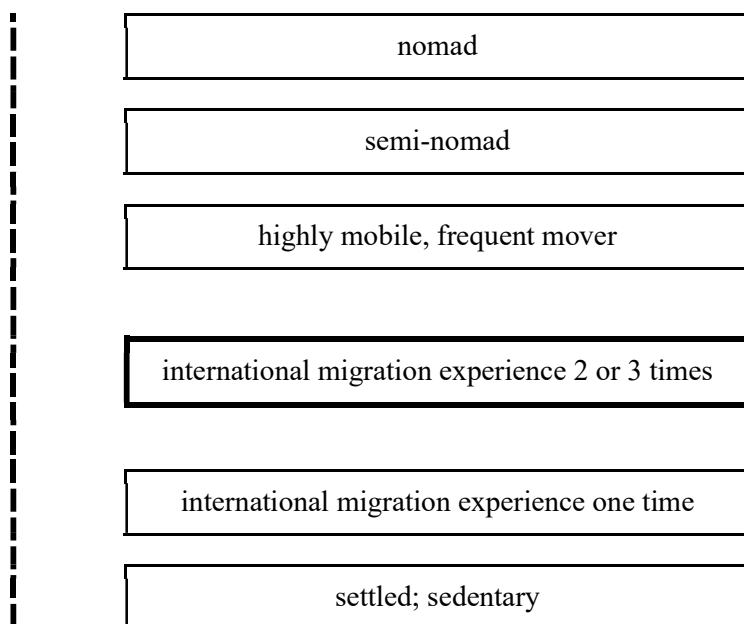 nomad
semi-nomad
highly mobile, frequent mover
international migration experience 2 or 3 times
international migration experience one time
settled; sedentary